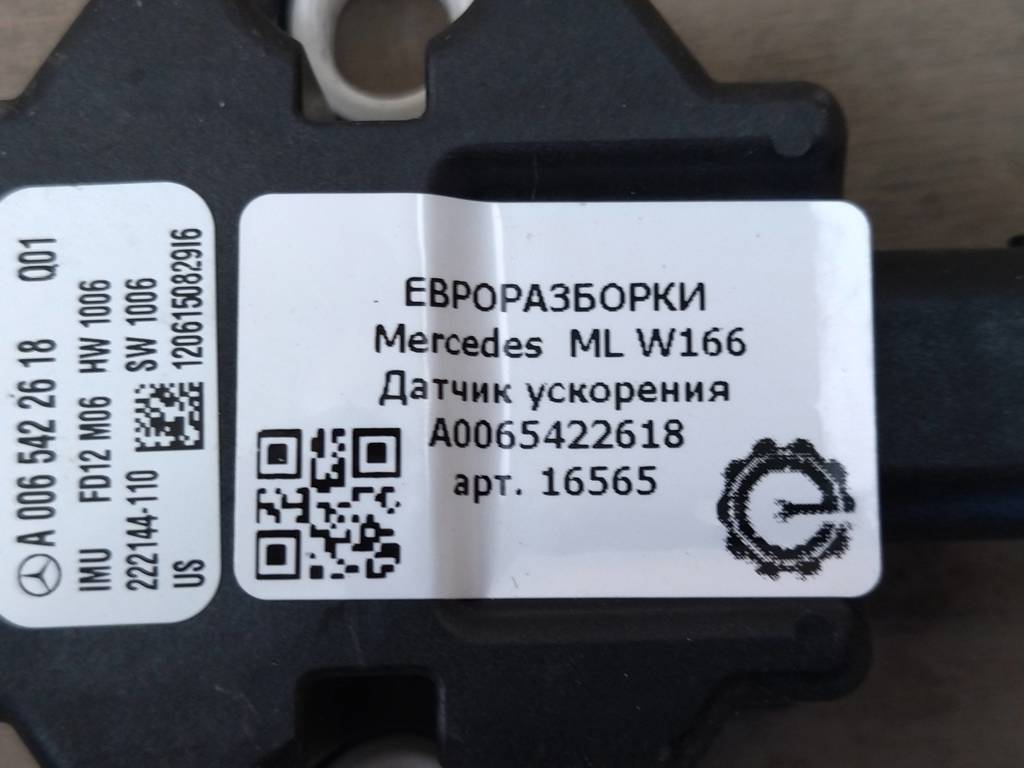 A 006 542 26 18 Q01
IMU FD12 M06 HW 1006
222144-110 SW 1006
US 120615082916
ЕВРОРАЗБОРКИ
Mercedes ML W166
Датчик ускорения
A0065422618
арт. 16565